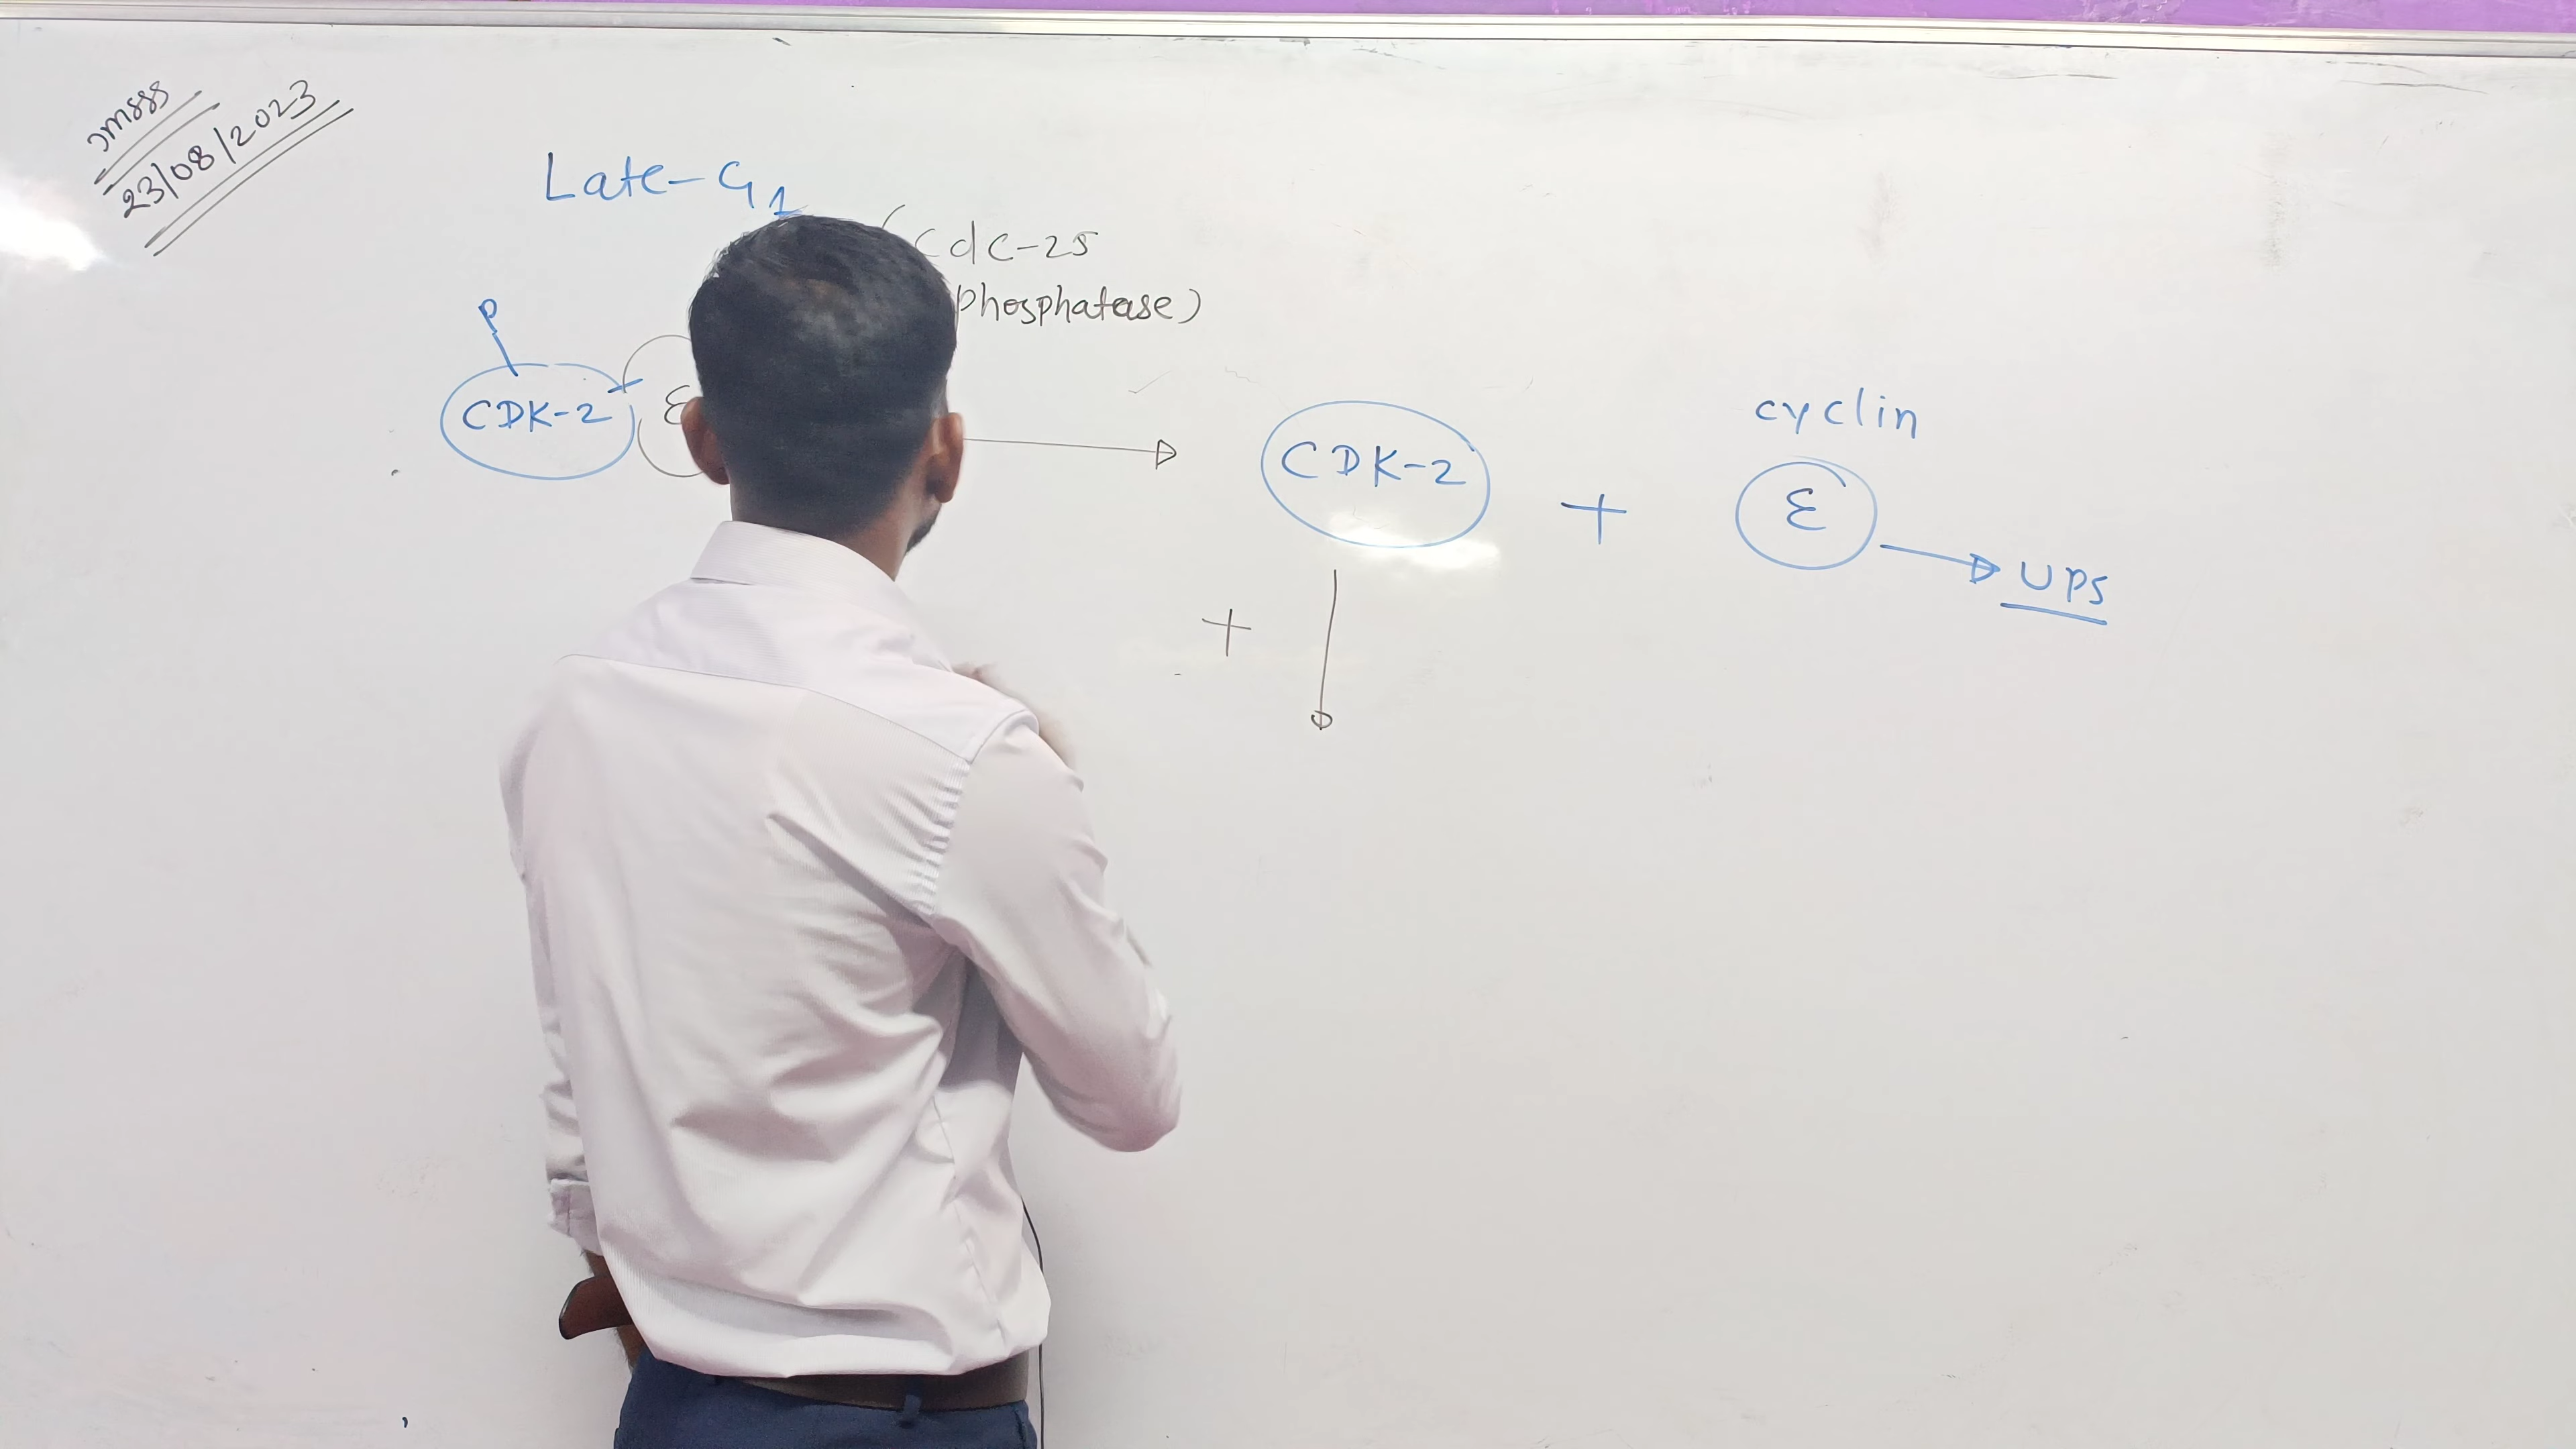 23/08/2023
Late-G1
Cdc-25
phosphatase)
P
CDK-2
ε
CDK-2
+
cyclin
ε
UPS
+